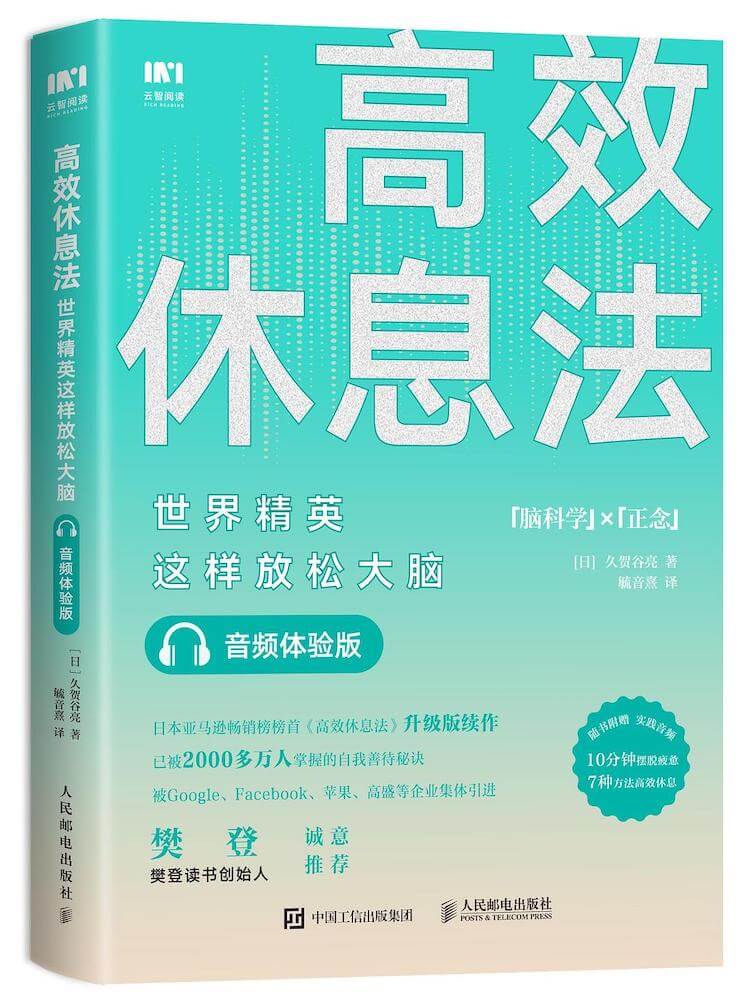 云智阅读
RICH READING
高效休息法
世界精英这样放松大脑
音频体验版
[日]久贺谷亮 著
毓音熹 译
人民邮电出版社
云智阅读
RICH READING
高效
休息法
世界精英
这样放松大脑
「脑科学」×「正念」
[日] 久贺谷亮 著
毓音熹 译
音频体验版
日本亚马逊畅销榜榜首《高效休息法》升级版续作
已被2000多万人掌握的自我善待秘诀
被Google、Facebook、苹果、高盛等企业集体引进
随书附赠 实践音频
10分钟摆脱疲惫
7种方法高效休息
樊登
樊登读书创始人
诚意
推荐
中国工信出版集团
人民邮电出版社
POSTS & TELECOM PRESS